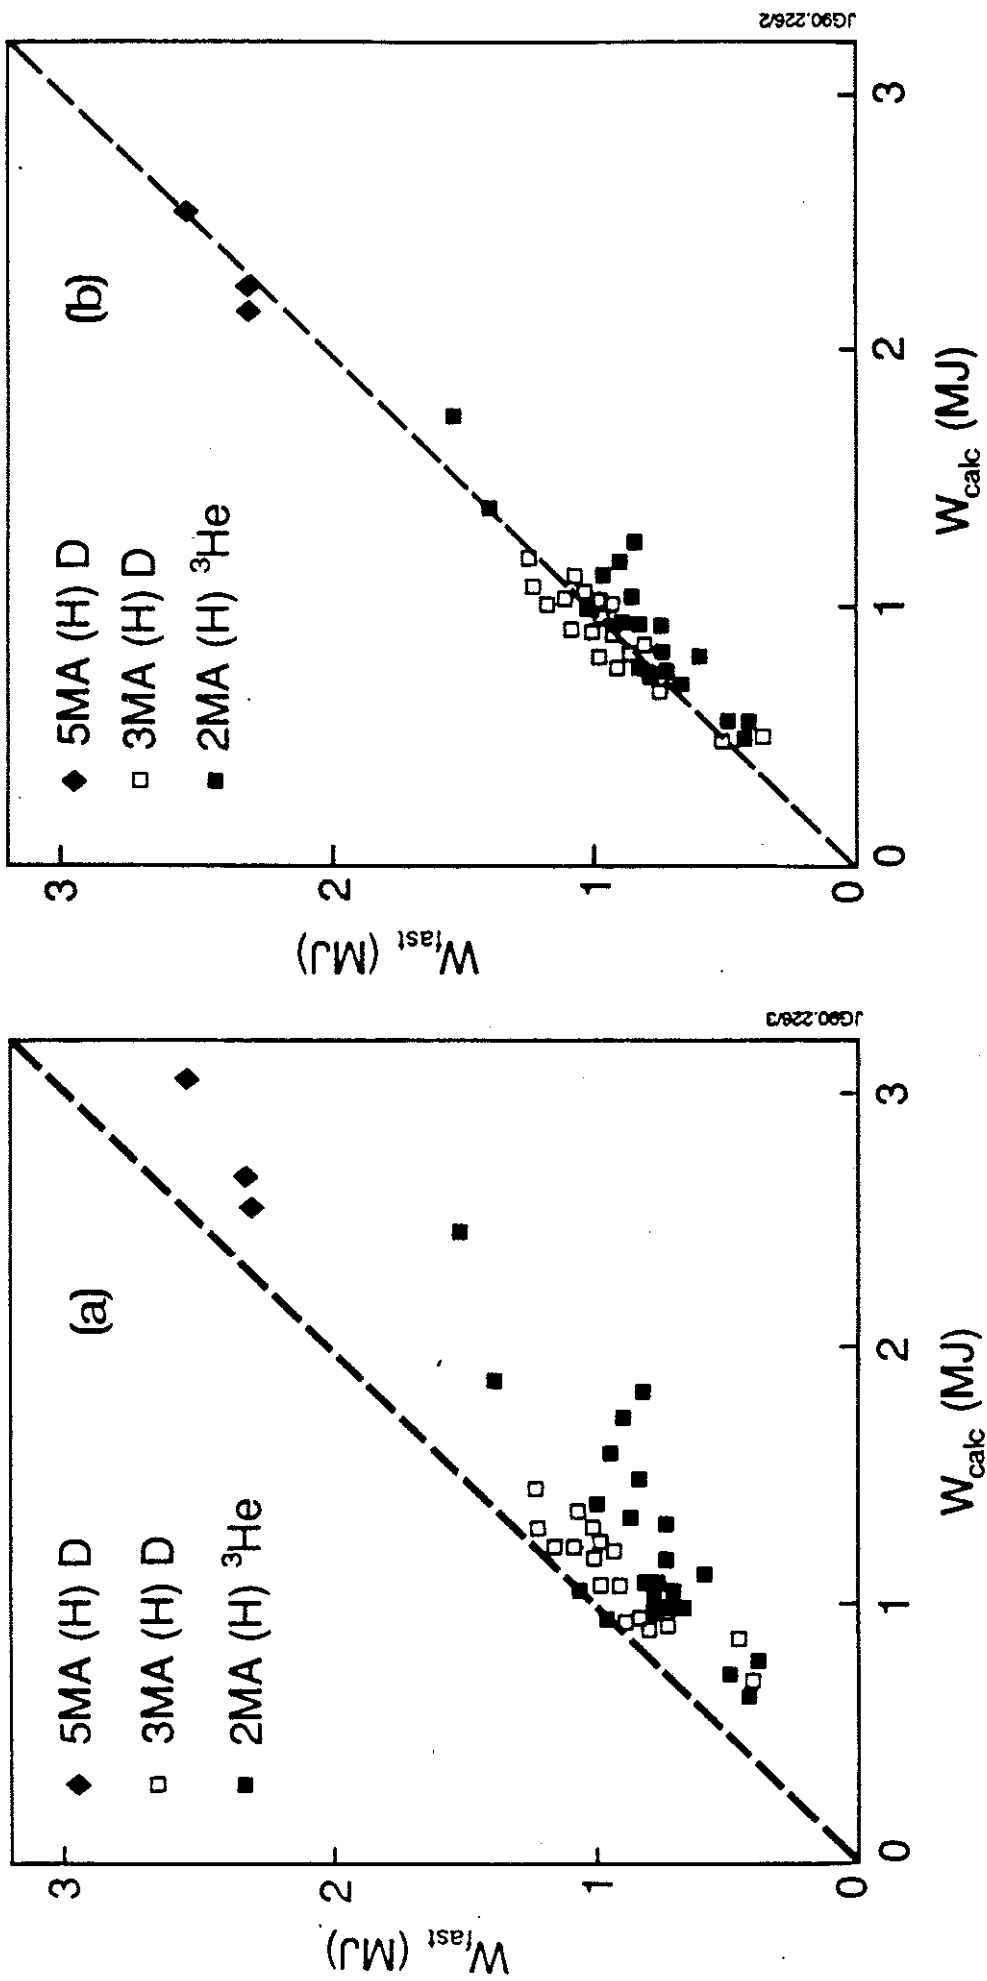 (a)
◆ 5MA (H) D
□ 3MA (H) D
■ 2MA (H) ³He
W_fast (MJ)
3
2
1
0
0
1
2
3
W_calc (MJ)
JG90.226/3
(b)
◆ 5MA (H) D
□ 3MA (H) D
■ 2MA (H) ³He
W_fast (MJ)
3
2
1
0
0
1
2
3
W_calc (MJ)
JG90.226/2